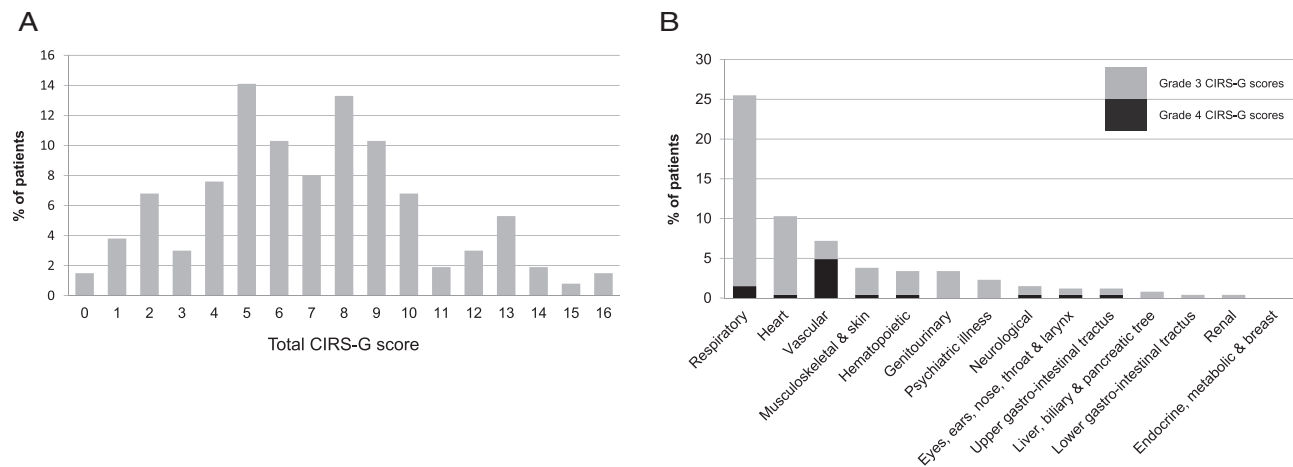 A
% of patients
16
14
12
10
8
6
4
2
0
0 1 2 3 4 5 6 7 8 9 10 11 12 13 14 15 16
Total CIRS-G score
B
% of patients
30
25
20
15
10
5
0
Grade 3 CIRS-G scores
Grade 4 CIRS-G scores
Respiratory
Heart
Vascular
Musculoskeletal & skin
Hematopoietic
Genitourinary
Psychiatric illness
Neurological
Eyes, ears, nose, throat & larynx
Upper gastro-intestinal tractus
Liver, biliary & pancreatic tree
Lower gastro-intestinal tractus
Renal
Endocrine, metabolic & breast